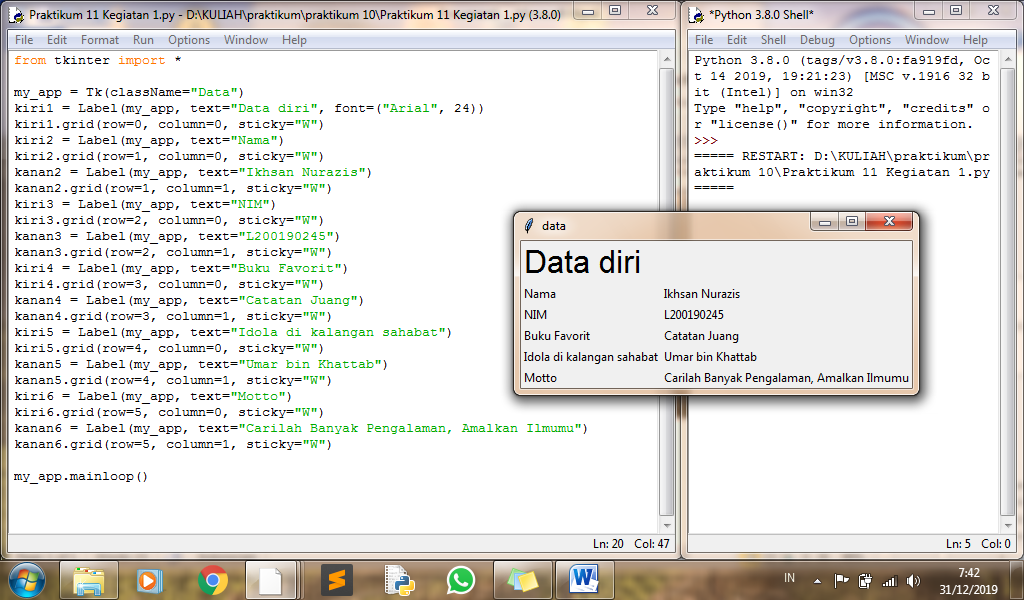 Praktikum 11 Kegiatan 1.py - D:\KULIAH\praktikum\praktikum 10\Praktikum 11 Kegiatan 1.py (3.8.0)
File Edit Format Run Options Window Help
from tkinter import *
my_app = Tk(className="Data")
kiri1 = Label(my_app, text="Data diri", font=("Arial", 24))
kiri1.grid(row=0, column=0, sticky="W")
kiri2 = Label(my_app, text="Nama")
kiri2.grid(row=1, column=0, sticky="W")
kanan2 = Label(my_app, text="Ikhsan Nurazis")
kanan2.grid(row=1, column=1, sticky="W")
kiri3 = Label(my_app, text="NIM")
kiri3.grid(row=2, column=0, sticky="W")
kanan3 = Label(my_app, text="L200190245")
kanan3.grid(row=2, column=1, sticky="W")
kiri4 = Label(my_app, text="Buku Favorit")
kiri4.grid(row=3, column=0, sticky="W")
kanan4 = Label(my_app, text="Catatan Juang")
kanan4.grid(row=3, column=1, sticky="W")
kiri5 = Label(my_app, text="Idola di kalangan sahabat")
kiri5.grid(row=4, column=0, sticky="W")
kanan5 = Label(my_app, text="Umar bin Khattab")
kanan5.grid(row=4, column=1, sticky="W")
kiri6 = Label(my_app, text="Motto")
kiri6.grid(row=5, column=0, sticky="W")
kanan6 = Label(my_app, text="Carilah Banyak Pengalaman, Amalkan Ilmumu")
kanan6.grid(row=5, column=1, sticky="W")
my_app.mainloop()
Ln: 20 Col: 47
*Python 3.8.0 Shell*
File Edit Shell Debug Options Window Help
Python 3.8.0 (tags/v3.8.0:fa919fd, Oc
t 14 2019, 19:21:23) [MSC v.1916 32 b
it (Intel)] on win32
Type "help", "copyright", "credits" o
r "license()" for more information.
>>>
===== RESTART: D:\KULIAH\praktikum\pr
aktikum 10\Praktikum 11 Kegiatan 1.py
=====
Ln: 5 Col: 0
data
Data diri
Nama Ikhsan Nurazis
NIM L200190245
Buku Favorit Catatan Juang
Idola di kalangan sahabat Umar bin Khattab
Motto Carilah Banyak Pengalaman, Amalkan Ilmumu
IN
7:42
31/12/2019